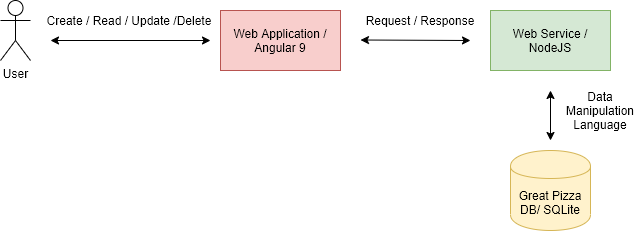 Create / Read / Update /Delete
User
Web Application /
Angular 9
Request / Response
Web Service /
NodeJS
Data
Manipulation
Language
Great Pizza
DB/ SQLite